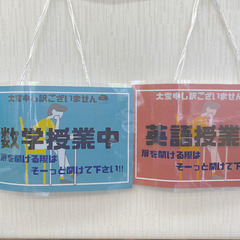 大変申し訳ございません
数学授業中
扉を開ける際は
そーっと開けて下さい!!
大変申し訳ございません
英語授業
扉を開ける際は
そーっと開けて下さい